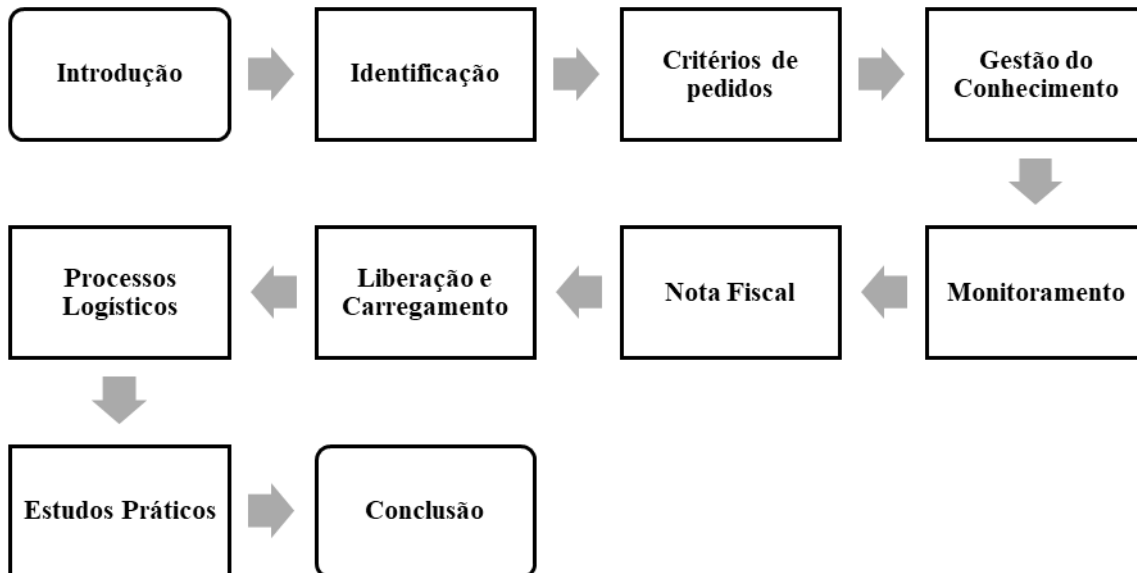 Introdução
Identificação
Critérios de
pedidos
Gestão do
Conhecimento
Monitoramento
Nota Fiscal
Liberação e
Carregamento
Processos
Logísticos
Estudos Práticos
Conclusão